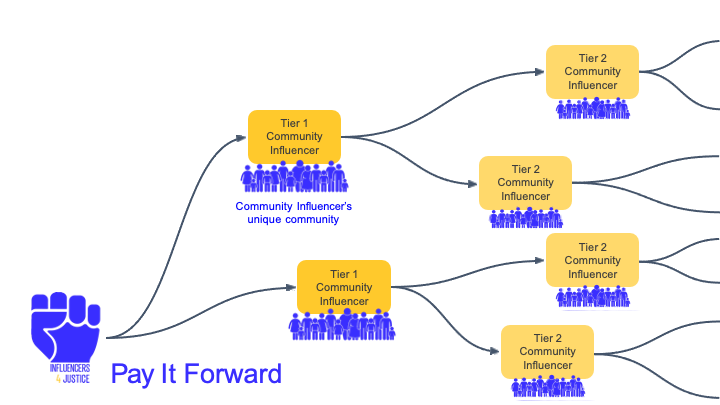 Tier 2
Community
Influencer
Tier 1
Community
Influencer
Community Influencer's
unique community
Tier 2
Community
Influencer
Tier 2
Community
Influencer
Tier 1
Community
Influencer
Tier 2
Community
Influencer
INFLUENCERS
4 JUSTICE
Pay It Forward